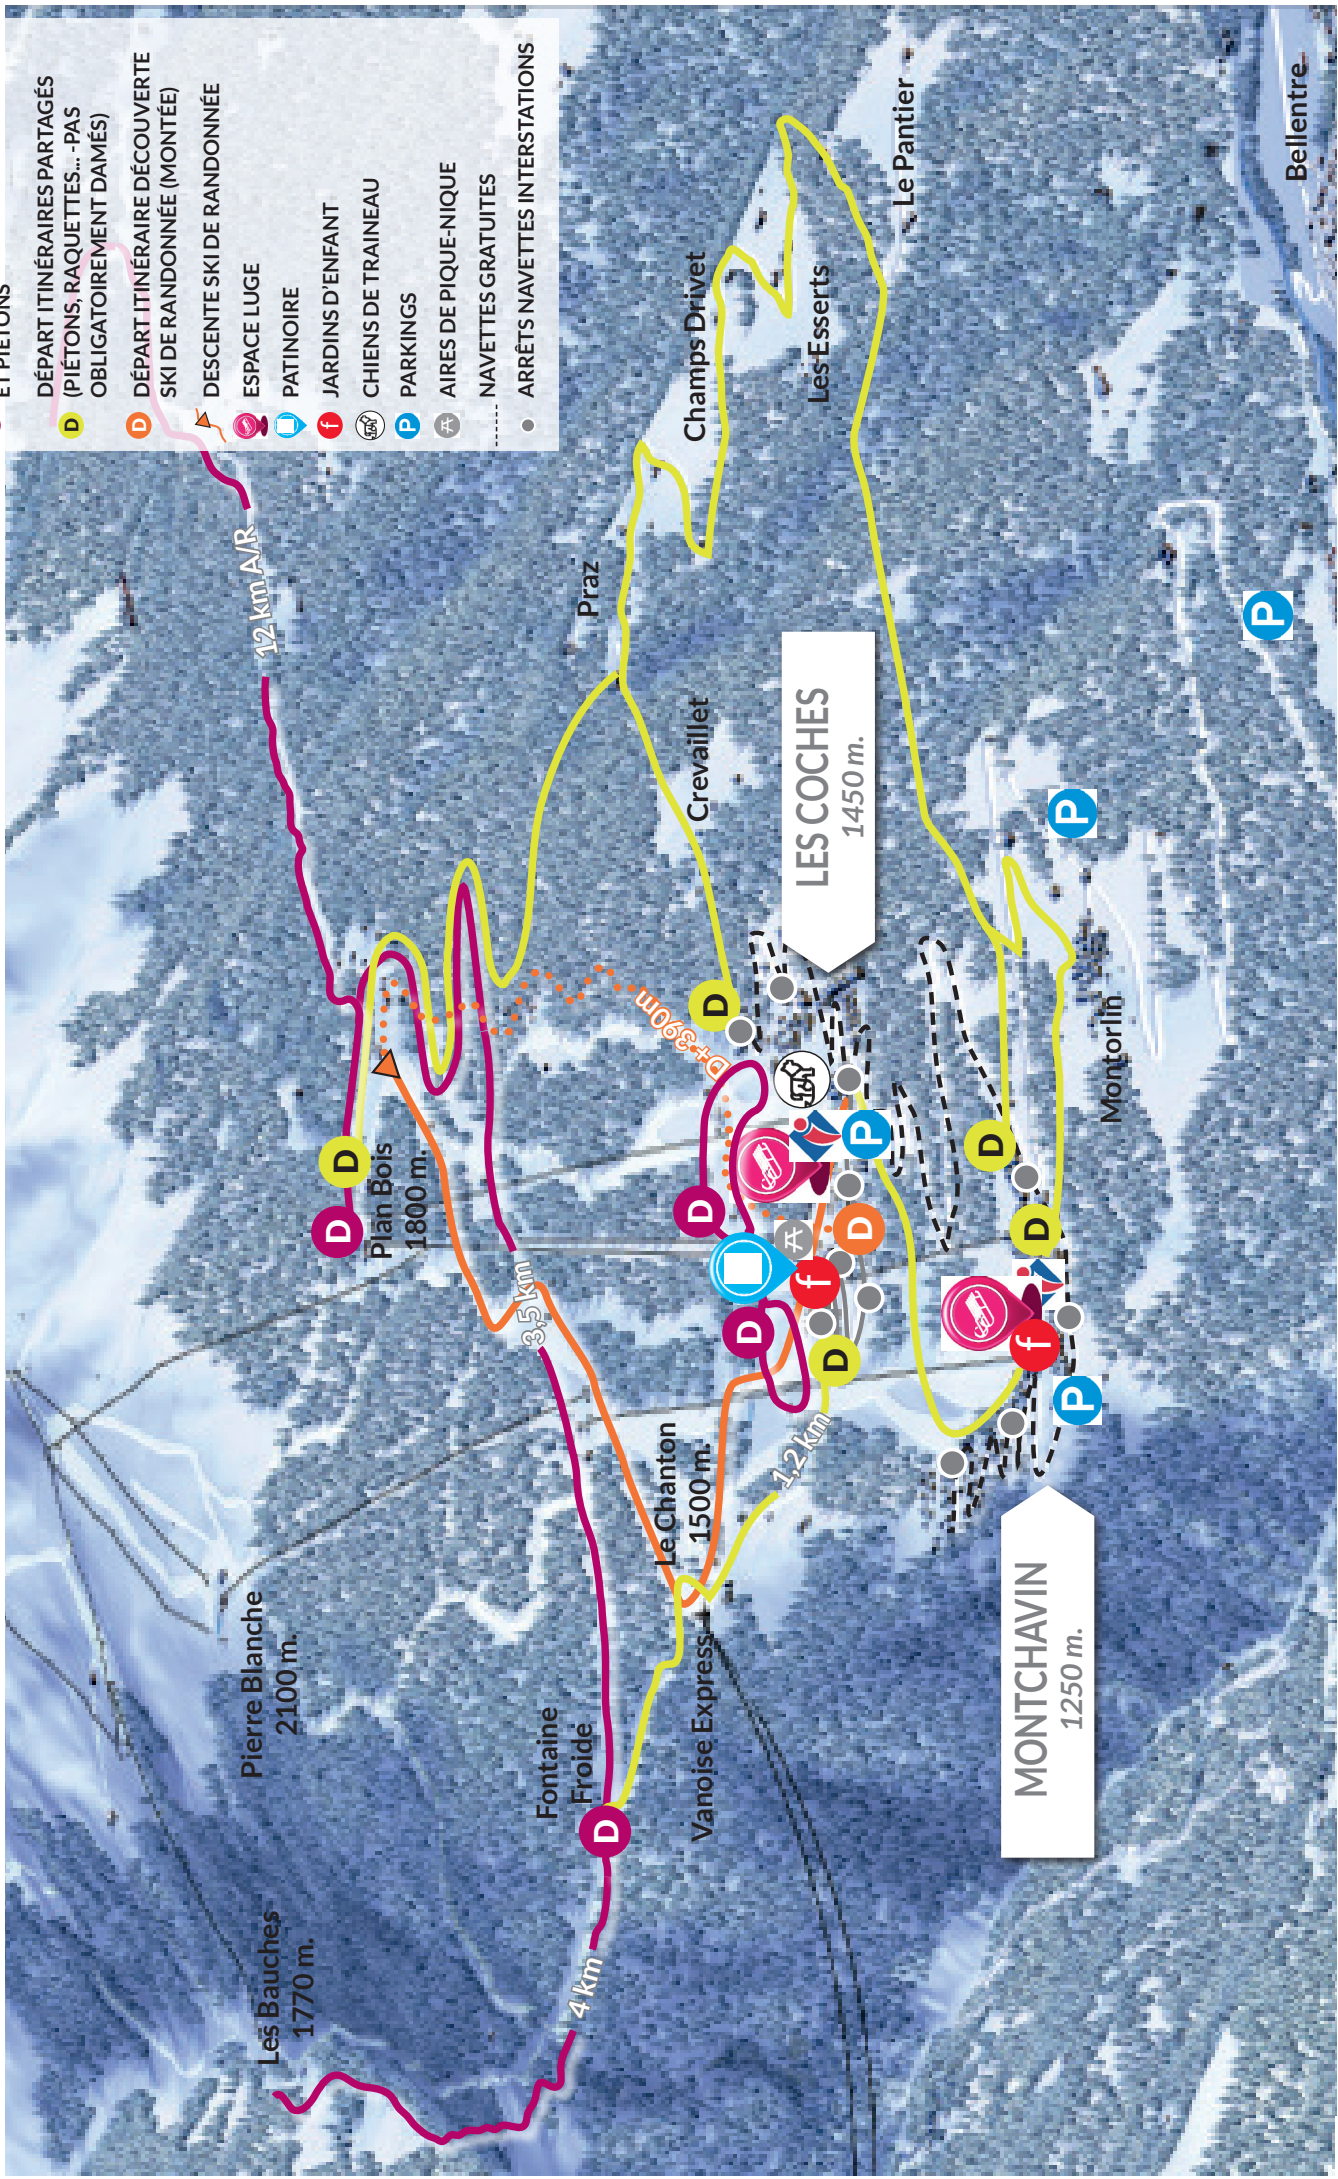 ET PIÉTONS
D
DÉPART ITINÉRAIRES PARTAGÉS
(PIÉTONS, RAQUETTES... -PAS
OBLIGATOIREMENT DAMÉS)
D
DÉPART ITINÉRAIRE DÉCOUVERTE
SKI DE RANDONNÉE (MONTÉE)
DESCENTE SKI DE RANDONNÉE
ESPACE LUGE
PATINOIRE
f
JARDINS D'ENFANT
CHIENS DE TRAINEAU
P
PARKINGS
AIRES DE PIQUE-NIQUE
NAVETTES GRATUITES
ARRÊTS NAVETTES INTERSTATIONS
Les Bauches
1770 m.
Pierre Blanche
2100 m.
12 km A/R
D
D
Plan Bois
1800 m.
3,5 km
4 km
Fontaine
Froide
D
Le Chanton
1500 m.
Vanoise Express
1,2 km
D+ 390m
D
D
D
D
D
f
P
Praz
Crevaillet
Champs Drivet
Les Esserts
Le Pantier
Bellentre
LES COCHES
1450 m.
D
D
f
P
Montorlin
P
P
MONTCHAVIN
1250 m.